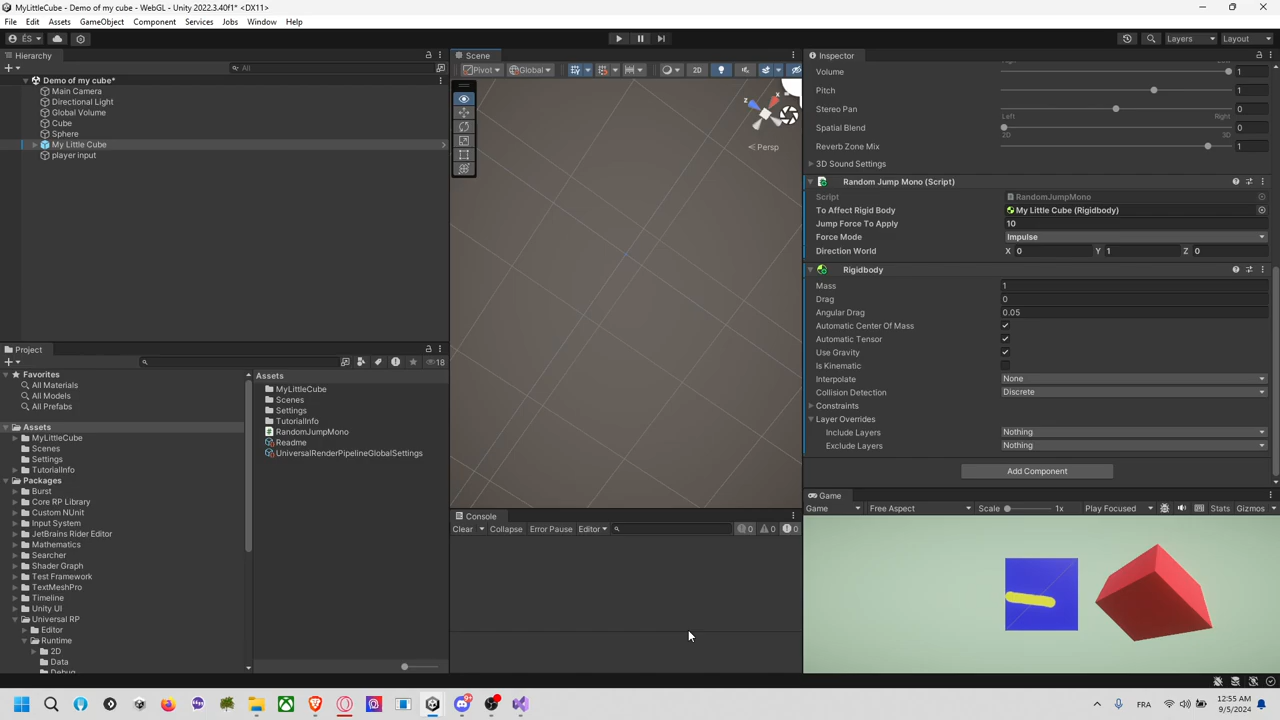 MyLittleCube - Demo of my cube - WebGL - Unity 2022.3.40f1* <DX11>
File Edit Assets GameObject Component Services Jobs Window Help
ÉS Layers Layout
Hierarchy
All
Demo of my cube*
Main Camera
Directional Light
Global Volume
Cube
Sphere
My Little Cube
player input
Project
18
Favorites
All Materials
All Models
All Prefabs
Assets
MyLittleCube
Scenes
Settings
TutorialInfo
Packages
Burst
Core RP Library
Custom NUnit
Input System
JetBrains Rider Editor
Mathematics
Searcher
Shader Graph
Test Framework
TextMeshPro
Timeline
Unity UI
Universal RP
Editor
Runtime
2D
Data
Debug
Assets
MyLittleCube
Scenes
Settings
TutorialInfo
RandomJumpMono
Readme
UniversalRenderPipelineGlobalSettings
Scene
Pivot Global 2D
x
z
Persp
Console
Clear Collapse Error Pause Editor 0 0 0
Inspector
Volume 1
Pitch 1
Stereo Pan 0
Left Right
Spatial Blend 0
2D 3D
Reverb Zone Mix 1
3D Sound Settings
Random Jump Mono (Script)
Script RandomJumpMono
To Affect Rigid Body My Little Cube (Rigidbody)
Jump Force To Apply 10
Force Mode Impulse
Direction World X 0 Y 1 Z 0
Rigidbody
Mass 1
Drag 0
Angular Drag 0.05
Automatic Center Of Mass
Automatic Tensor
Use Gravity
Is Kinematic
Interpolate None
Collision Detection Discrete
Constraints
Layer Overrides
Include Layers Nothing
Exclude Layers Nothing
Add Component
Game
Game Free Aspect Scale 1x Play Focused Stats Gizmos
FRA 12:55 AM
9/5/2024